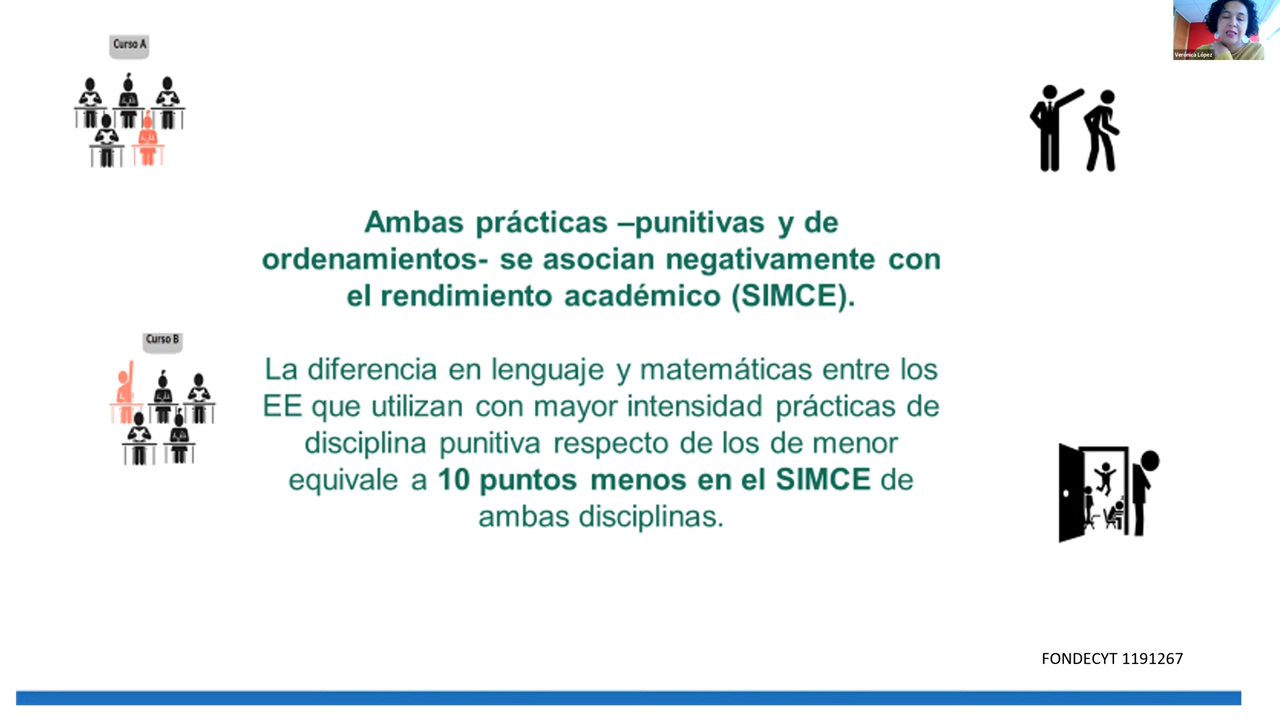 Curso A
Verónica López
Ambas prácticas –punitivas y de
ordenamientos- se asocian negativamente con
el rendimiento académico (SIMCE).
Curso B
La diferencia en lenguaje y matemáticas entre los
EE que utilizan con mayor intensidad prácticas de
disciplina punitiva respecto de los de menor
equivale a 10 puntos menos en el SIMCE de
ambas disciplinas.
FONDECYT 1191267